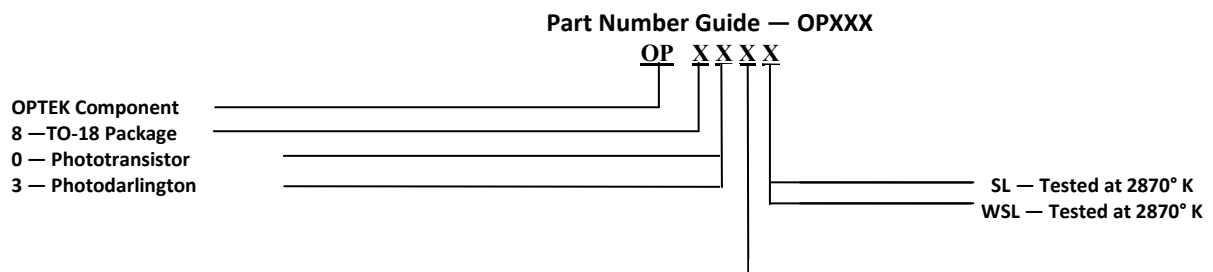 Part Number Guide — OPXXX
OP X X X X
OPTEK Component
8 —TO-18 Package
0 — Phototransistor
3 — Photodarlington
SL — Tested at 2870° K
WSL — Tested at 2870° K